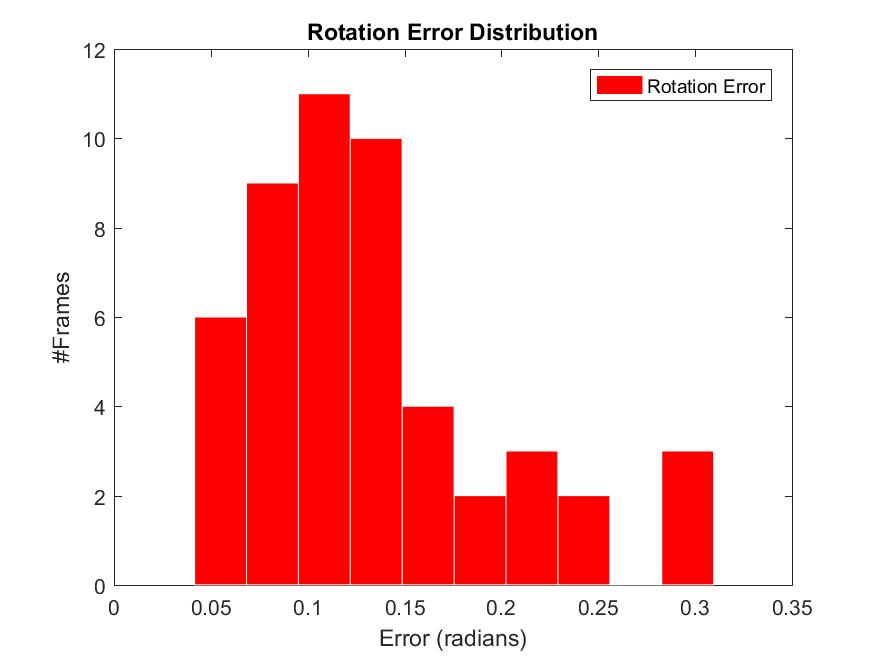 Rotation Error Distribution
Rotation Error
12
10
8
6
4
2
0
#Frames
0 0.05 0.1 0.15 0.2 0.25 0.3 0.35
Error (radians)